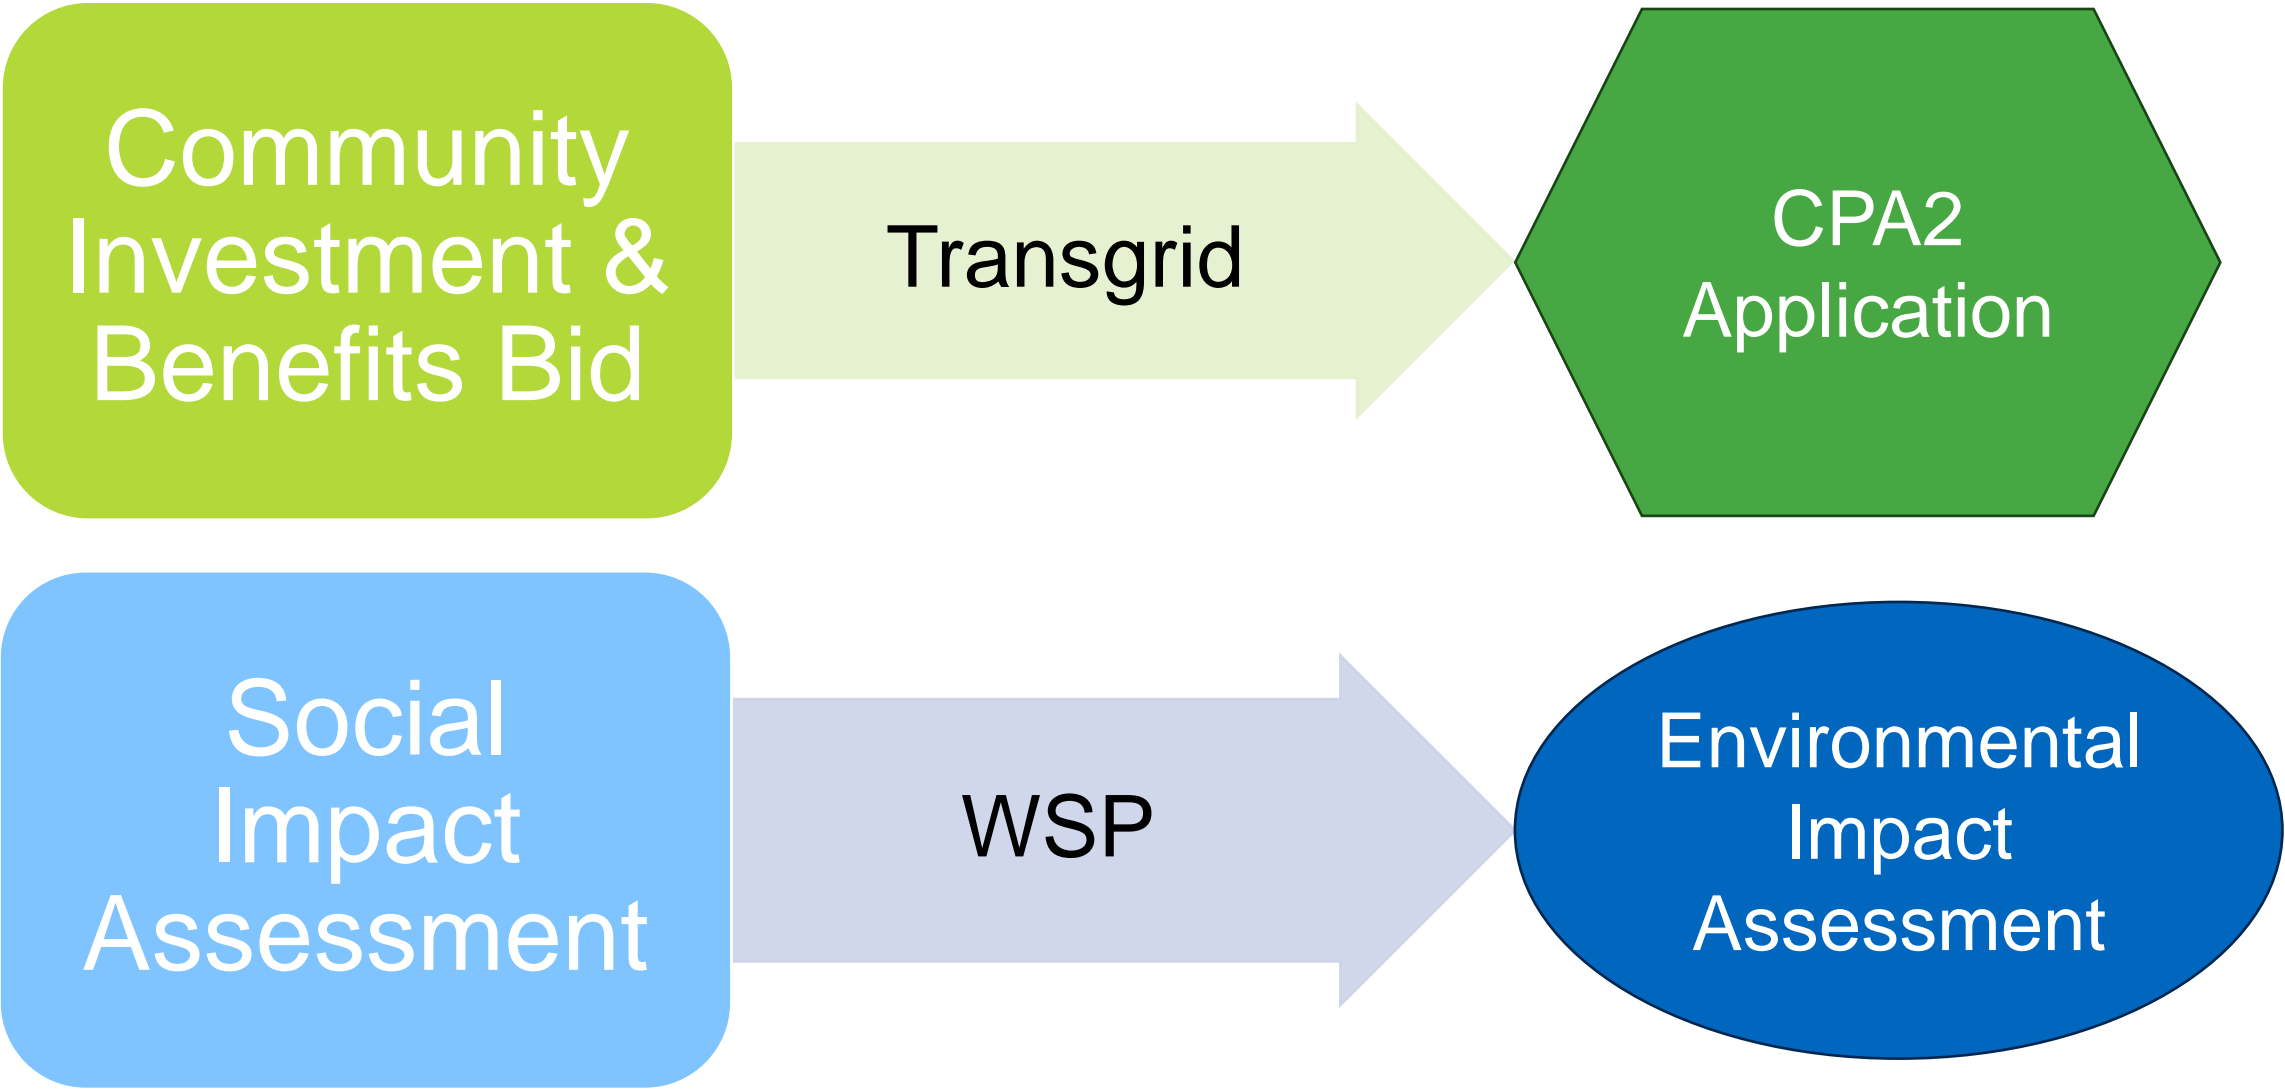 Community
Investment &
Benefits Bid
Transgrid
CPA2
Application
Social
Impact
Assessment
WSP
Environmental
Impact
Assessment